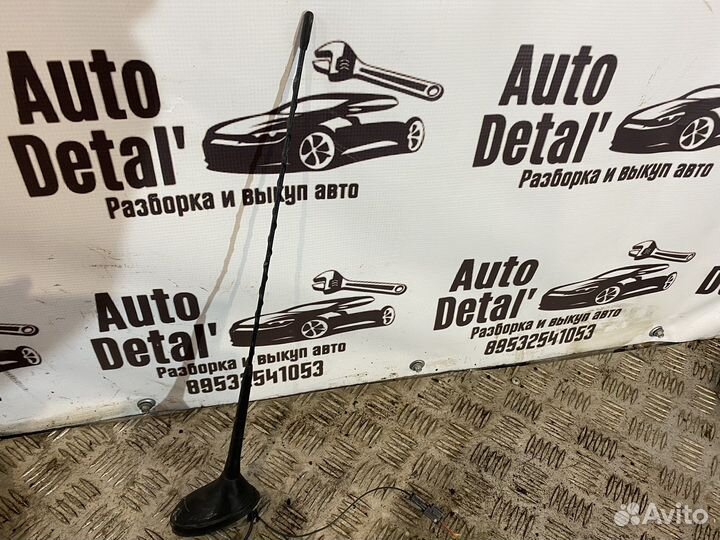 Auto
Detal'
Разборка и выкуп авто
Auto
Detal'
Разборка и выкуп авто
Auto
Detal'
Разборка и выкуп авто
89532541053
Auto
Detal'
Разборка и выкуп авто
89532541053
Avito